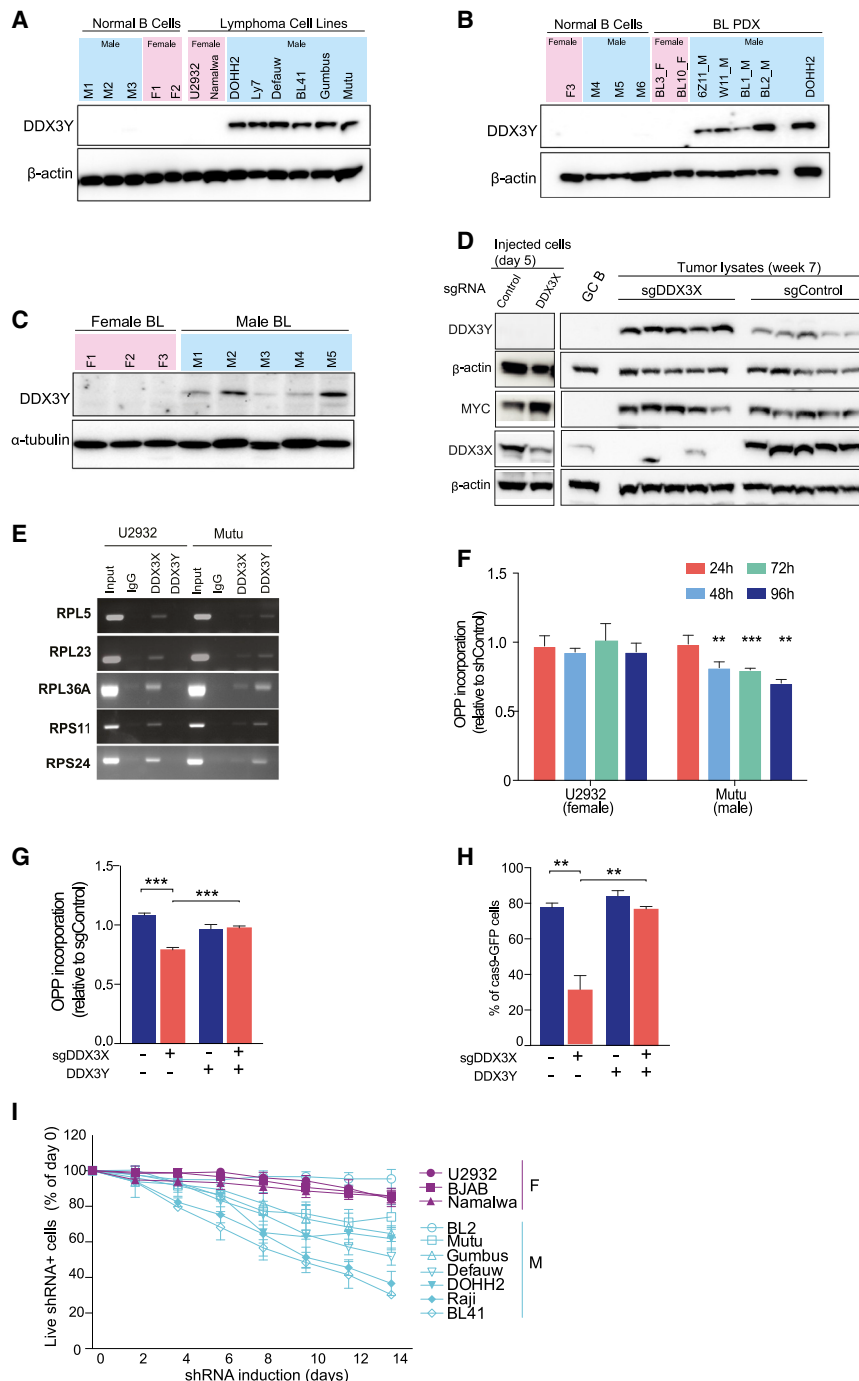 A
Normal B Cells
Lymphoma Cell Lines
Male
Female
Female
Male
M1
M2
M3
F1
F2
U2932
Namalwa
DOHH2
Ly7
Defauw
BL41
Gumbus
Mutu
DDX3Y
β-actin
B
Normal B Cells
BL PDX
Female
Male
Female
Male
F3
M4
M5
M6
BL3_F
BL10_F
6Z11_M
W11_M
BL1_M
BL2_M
DOHH2
DDX3Y
β-actin
C
Female BL
Male BL
F1
F2
F3
M1
M2
M3
M4
M5
DDX3Y
α-tubulin
D
Injected cells
(day 5)
Tumor lysates (week 7)
sgRNA
Control
DDX3X
GC B
sgDDX3X
sgControl
DDX3Y
β-actin
MYC
DDX3X
β-actin
E
U2932
Mutu
Input
IgG
DDX3X
DDX3Y
Input
IgG
DDX3X
DDX3Y
RPL5
RPL23
RPL36A
RPS11
RPS24
F
24h
72h
48h
96h
OPP incorporation
(relative to shControl)
1.5
1.0
0.5
0
** *** **
U2932
(female)
Mutu
(male)
G
OPP incorporation
(relative to sgControl)
1.5
1.0
0.5
0.0
*** ***
sgDDX3X - + - +
DDX3Y - - + +
H
% of cas9-GFP cells
100
80
60
40
20
0
** **
sgDDX3X - + - +
DDX3Y - - + +
I
Live shRNA+ cells (% of day 0)
120
100
80
60
40
20
0
0 2 4 6 8 10 12 14
shRNA induction (days)
U2932
BJAB
Namalwa
F
BL2
Mutu
Gumbus
Defauw
DOHH2
Raji
BL41
M